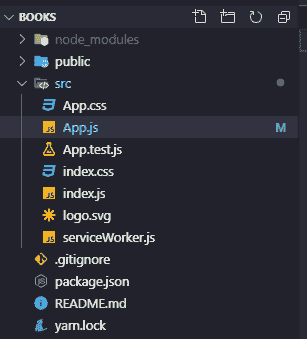 BOOKS
node_modules
public
src
App.css
App.js M
App.test.js
index.css
index.js
logo.svg
serviceWorker.js
.gitignore
package.json
README.md
yarn.lock